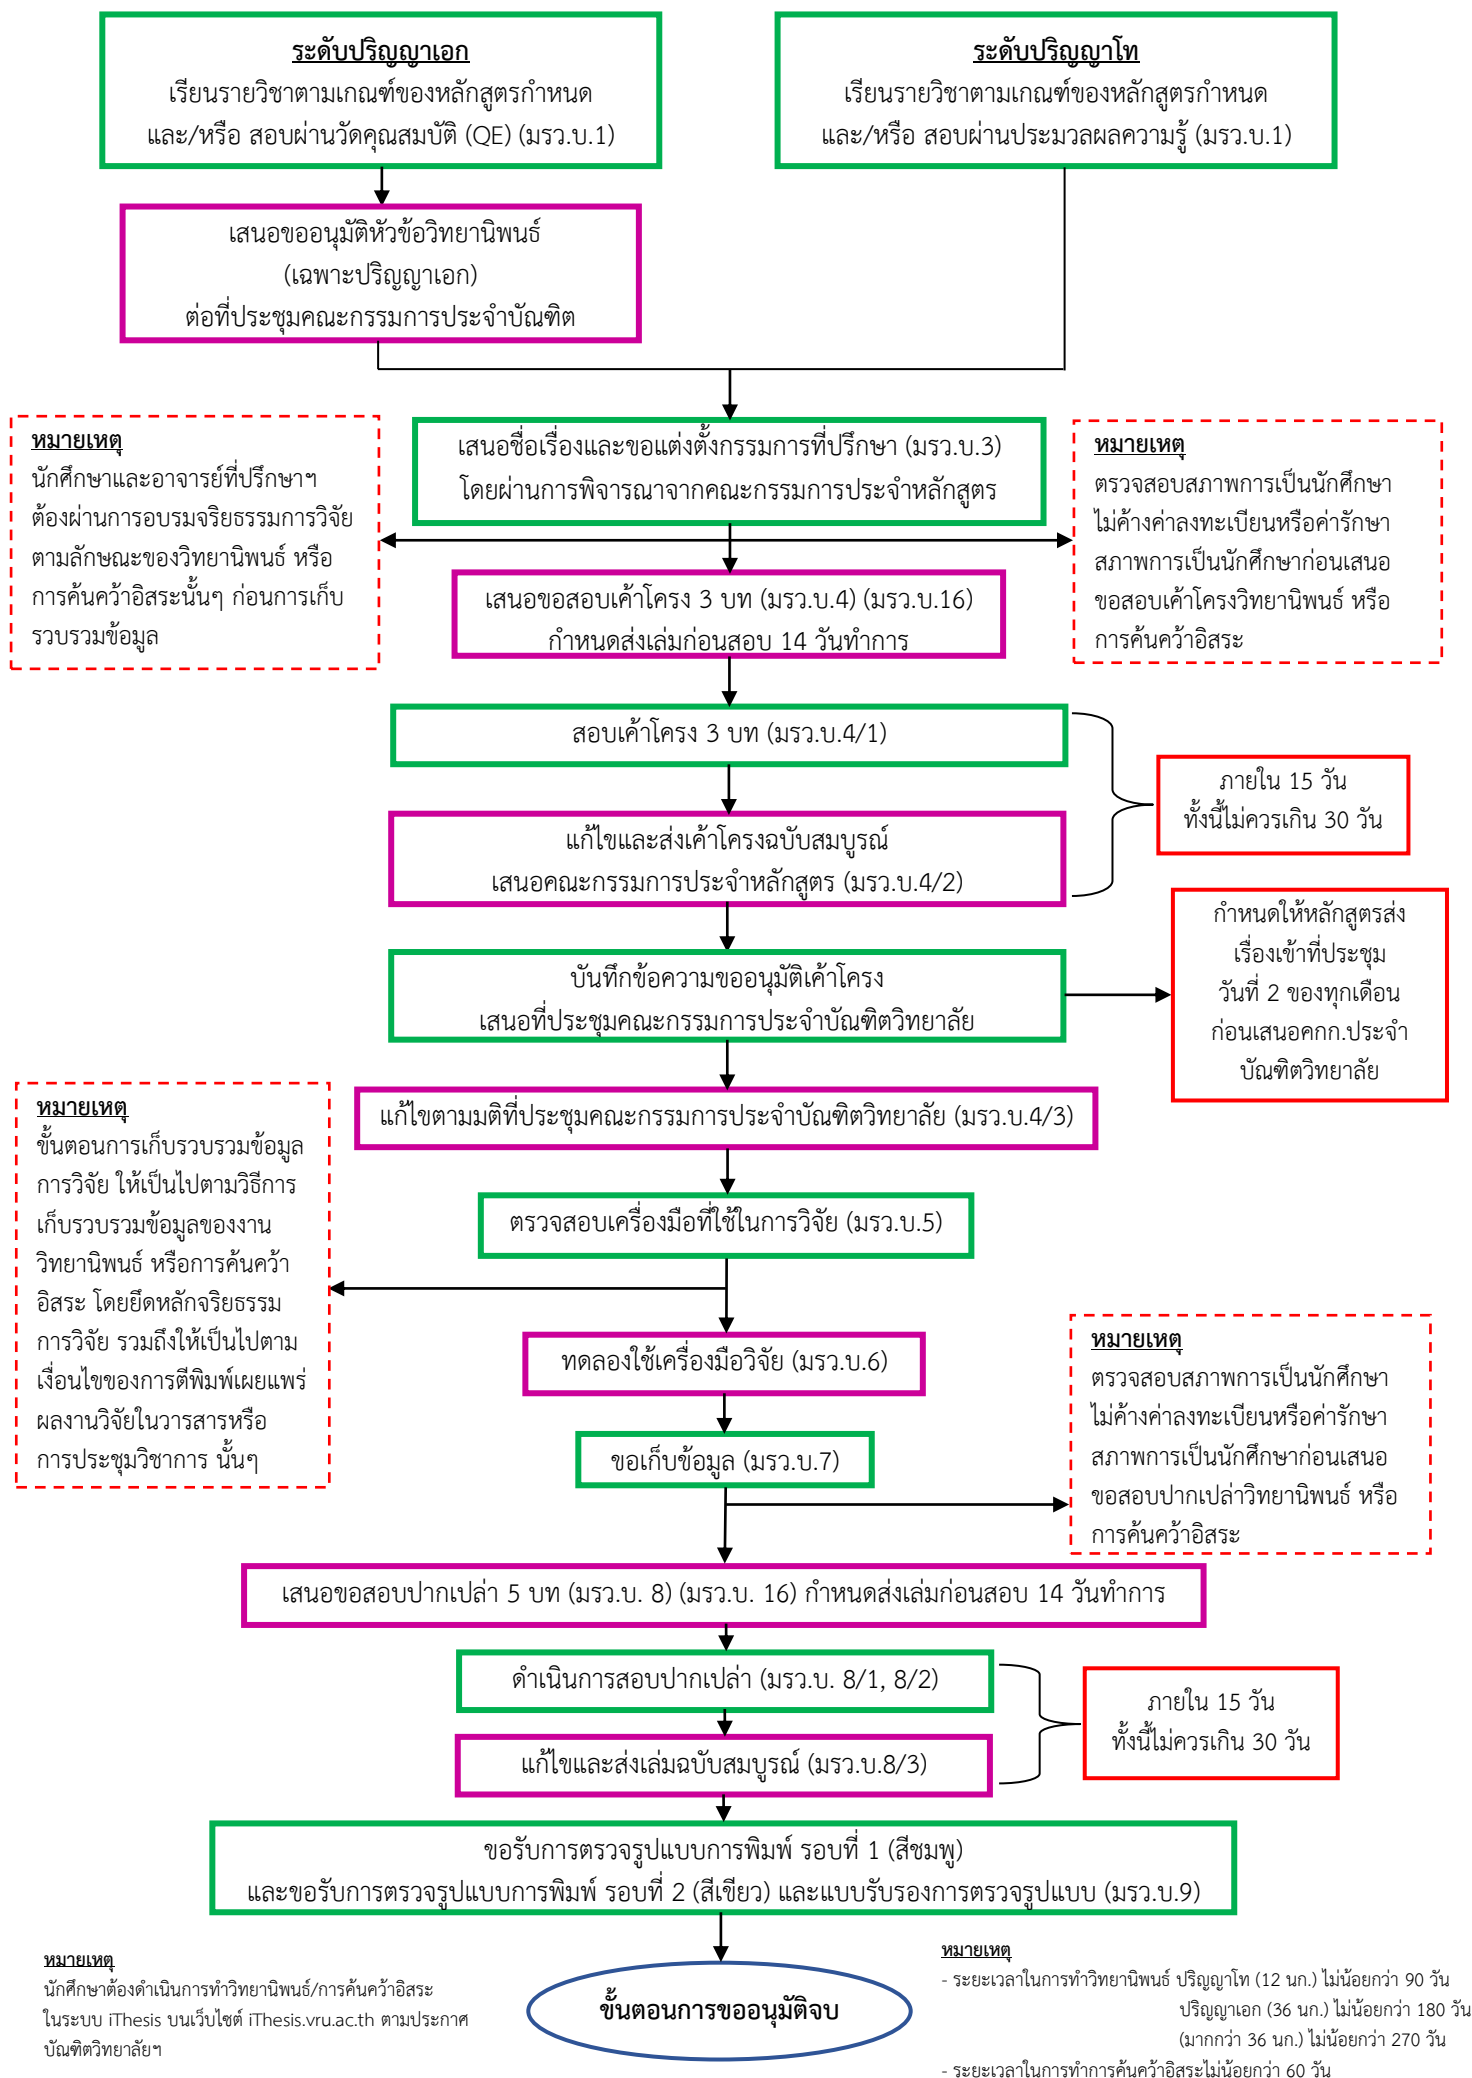 ระดับปริญญาเอก
เรียนรายวิชาตามเกณฑ์ของหลักสูตรกำหนด
และ/หรือ สอบผ่านวัดคุณสมบัติ (QE) (มรว.บ.1)
ระดับปริญญาโท
เรียนรายวิชาตามเกณฑ์ของหลักสูตรกำหนด
และ/หรือ สอบผ่านประมวลผลความรู้ (มรว.บ.1)
เสนอขออนุมัติหัวข้อวิทยานิพนธ์
(เฉพาะปริญญาเอก)
ต่อที่ประชุมคณะกรรมการประจำบัณฑิต
หมายเหตุ
นักศึกษาและอาจารย์ที่ปรึกษาฯ
ต้องผ่านการอบรมจริยธรรมการวิจัย
ตามลักษณะของวิทยานิพนธ์ หรือ
การค้นคว้าอิสระนั้นๆ ก่อนการเก็บ
รวบรวมข้อมูล
เสนอชื่อเรื่องและขอแต่งตั้งกรรมการที่ปรึกษา (มรว.บ.3)
โดยผ่านการพิจารณาจากคณะกรรมการประจำหลักสูตร
หมายเหตุ
ตรวจสอบสภาพการเป็นนักศึกษา
ไม่ค้างค่าลงทะเบียนหรือค่ารักษา
สภาพการเป็นนักศึกษาก่อนเสนอ
ขอสอบเค้าโครงวิทยานิพนธ์ หรือ
การค้นคว้าอิสระ
เสนอขอสอบเค้าโครง 3 บท (มรว.บ.4) (มรว.บ.16)
กำหนดส่งเล่มก่อนสอบ 14 วันทำการ
สอบเค้าโครง 3 บท (มรว.บ.4/1)
ภายใน 15 วัน
ทั้งนี้ไม่ควรเกิน 30 วัน
แก้ไขและส่งเค้าโครงฉบับสมบูรณ์
เสนอคณะกรรมการประจำหลักสูตร (มรว.บ.4/2)
กำหนดให้หลักสูตรส่ง
เรื่องเข้าที่ประชุม
วันที่ 2 ของทุกเดือน
ก่อนเสนอคกก.ประจำ
บัณฑิตวิทยาลัย
บันทึกข้อความขออนุมัติเค้าโครง
เสนอที่ประชุมคณะกรรมการประจำบัณฑิตวิทยาลัย
แก้ไขตามมติที่ประชุมคณะกรรมการประจำบัณฑิตวิทยาลัย (มรว.บ.4/3)
หมายเหตุ
ขั้นตอนการเก็บรวบรวมข้อมูล
การวิจัย ให้เป็นไปตามวิธีการ
เก็บรวบรวมข้อมูลของงาน
วิทยานิพนธ์ หรือการค้นคว้า
อิสระ โดยยึดหลักจริยธรรม
การวิจัย รวมถึงให้เป็นไปตาม
เงื่อนไขของการตีพิมพ์เผยแพร่
ผลงานวิจัยในวารสารหรือ
การประชุมวิชาการ นั้นๆ
ตรวจสอบเครื่องมือที่ใช้ในการวิจัย (มรว.บ.5)
ทดลองใช้เครื่องมือวิจัย (มรว.บ.6)
ขอเก็บข้อมูล (มรว.บ.7)
หมายเหตุ
ตรวจสอบสภาพการเป็นนักศึกษา
ไม่ค้างค่าลงทะเบียนหรือค่ารักษา
สภาพการเป็นนักศึกษาก่อนเสนอ
ขอสอบปากเปล่าวิทยานิพนธ์ หรือ
การค้นคว้าอิสระ
เสนอขอสอบปากเปล่า 5 บท (มรว.บ. 8) (มรว.บ. 16) กำหนดส่งเล่มก่อนสอบ 14 วันทำการ
ดำเนินการสอบปากเปล่า (มรว.บ. 8/1, 8/2)
ภายใน 15 วัน
ทั้งนี้ไม่ควรเกิน 30 วัน
แก้ไขและส่งเล่มฉบับสมบูรณ์ (มรว.บ.8/3)
ขอรับการตรวจรูปแบบการพิมพ์ รอบที่ 1 (สีชมพู)
และขอรับการตรวจรูปแบบการพิมพ์ รอบที่ 2 (สีเขียว) และแบบรับรองการตรวจรูปแบบ (มรว.บ.9)
หมายเหตุ
นักศึกษาต้องดำเนินการทำวิทยานิพนธ์/การค้นคว้าอิสระ
ในระบบ iThesis บนเว็บไซต์ iThesis.vru.ac.th ตามประกาศ
บัณฑิตวิทยาลัยฯ
ขั้นตอนการขออนุมัติจบ
หมายเหตุ
- ระยะเวลาในการทำวิทยานิพนธ์ ปริญญาโท (12 นก.) ไม่น้อยกว่า 90 วัน
ปริญญาเอก (36 นก.) ไม่น้อยกว่า 180 วัน
(มากกว่า 36 นก.) ไม่น้อยกว่า 270 วัน
- ระยะเวลาในการทำการค้นคว้าอิสระไม่น้อยกว่า 60 วัน